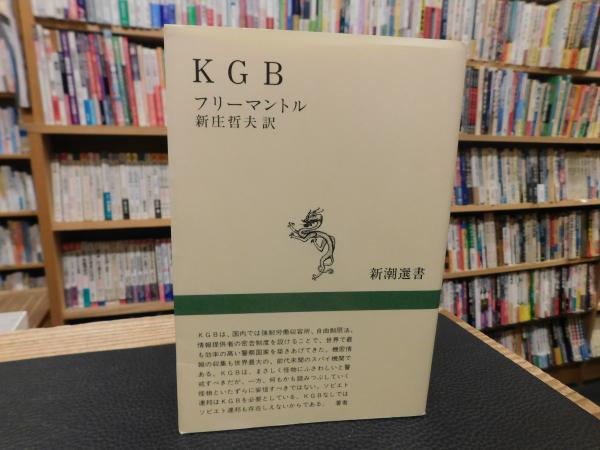 KGB
フリーマントル
新庄哲夫 訳
新潮選書
KGBは、国内では強制労働収容所、自由制限法、
情報提供者の密告制度を設けることで、世界で最
も効率の高い警察国家を築きあげてきた。機密情
報の収集も世界最大の、前代未聞のスパイ機関で
ある。KGBは、まさしく怪物にふさわしいと警
戒すべきだが、一方、何もかも踏みつぶしていく
怪物といたずらに妄信すべきではない。ソビエト
連邦はKGBを必要としている。KGBなしでは
ソビエト連邦も存在しえないからである。 著者